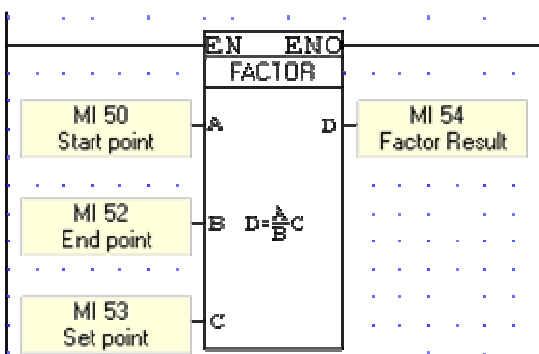 EN ENO
FACTOR
MI 50
Start point
A
D
MI 54
Factor Result
MI 52
End point
B
D=A/B C
MI 53
Set point
C